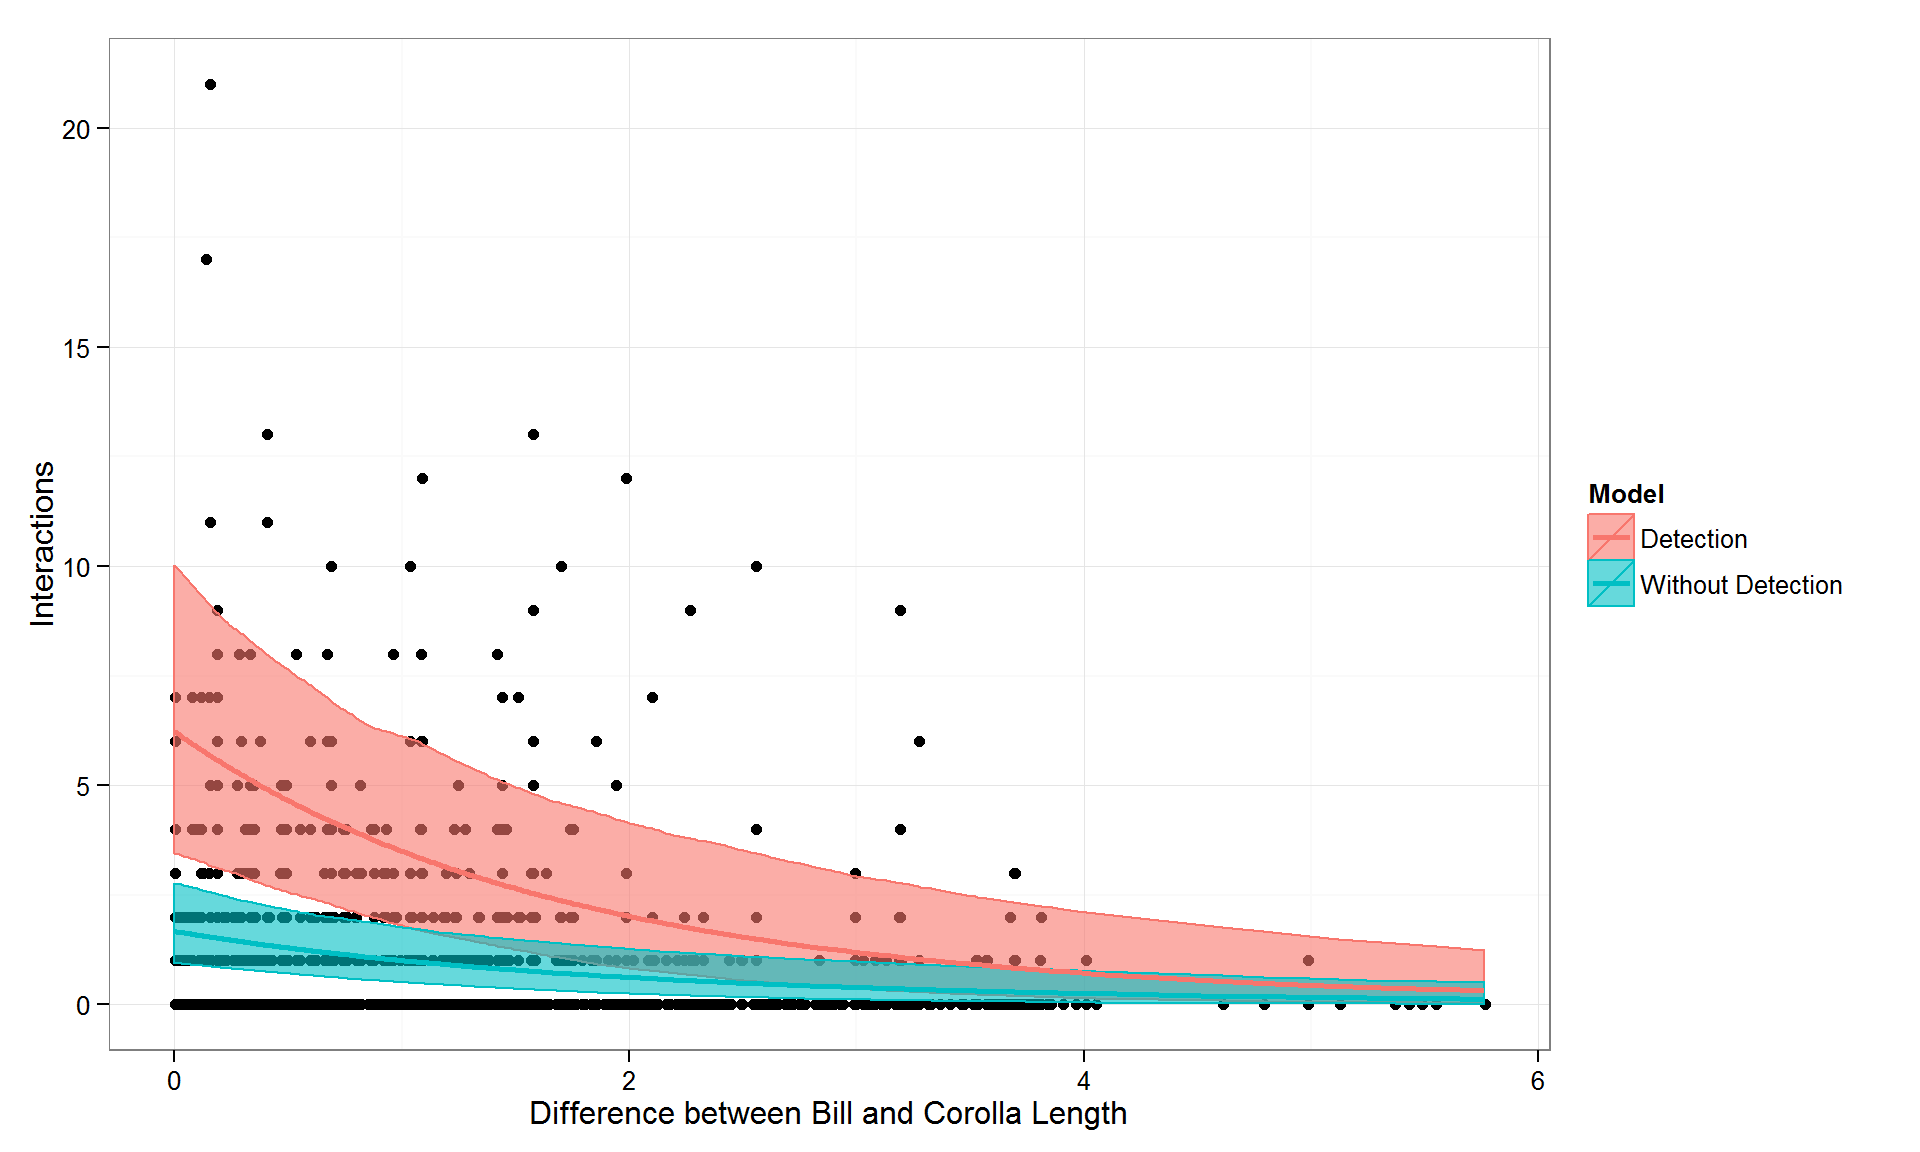 20
15
10
5
0
0 2 4 6
Interactions
Difference between Bill and Corolla Length
Model
Detection
Without Detection